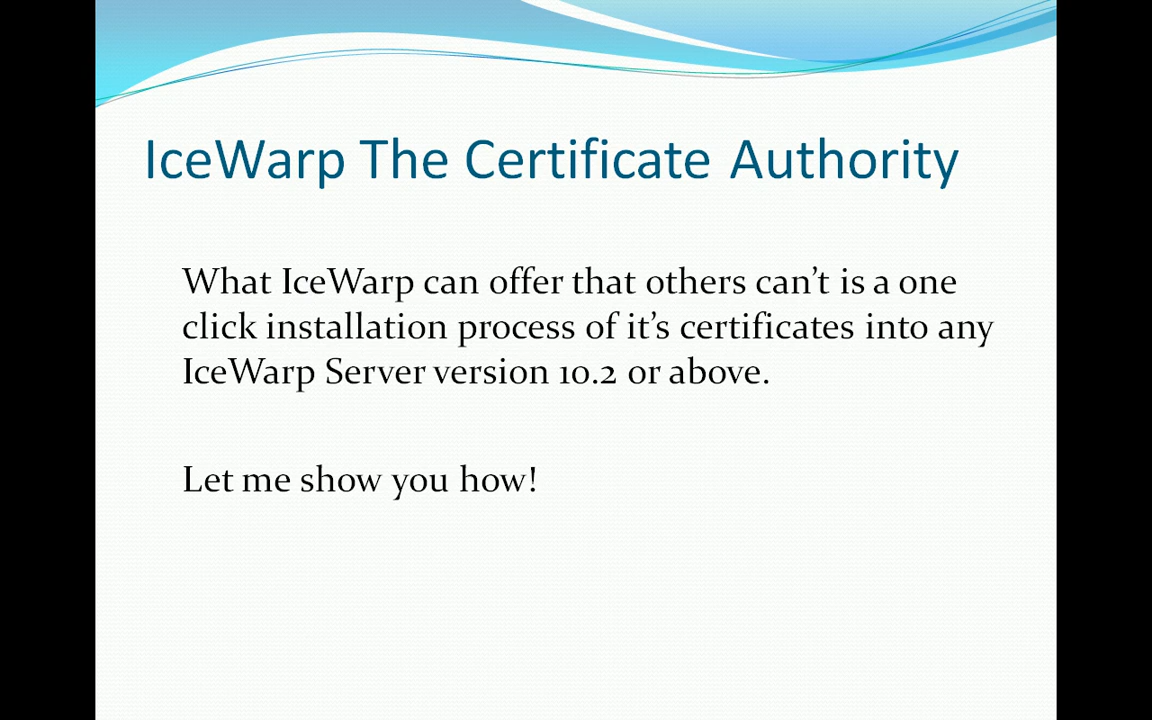 IceWarp The Certificate Authority
What IceWarp can offer that others can’t is a one
click installation process of it’s certificates into any
IceWarp Server version 10.2 or above.
Let me show you how!